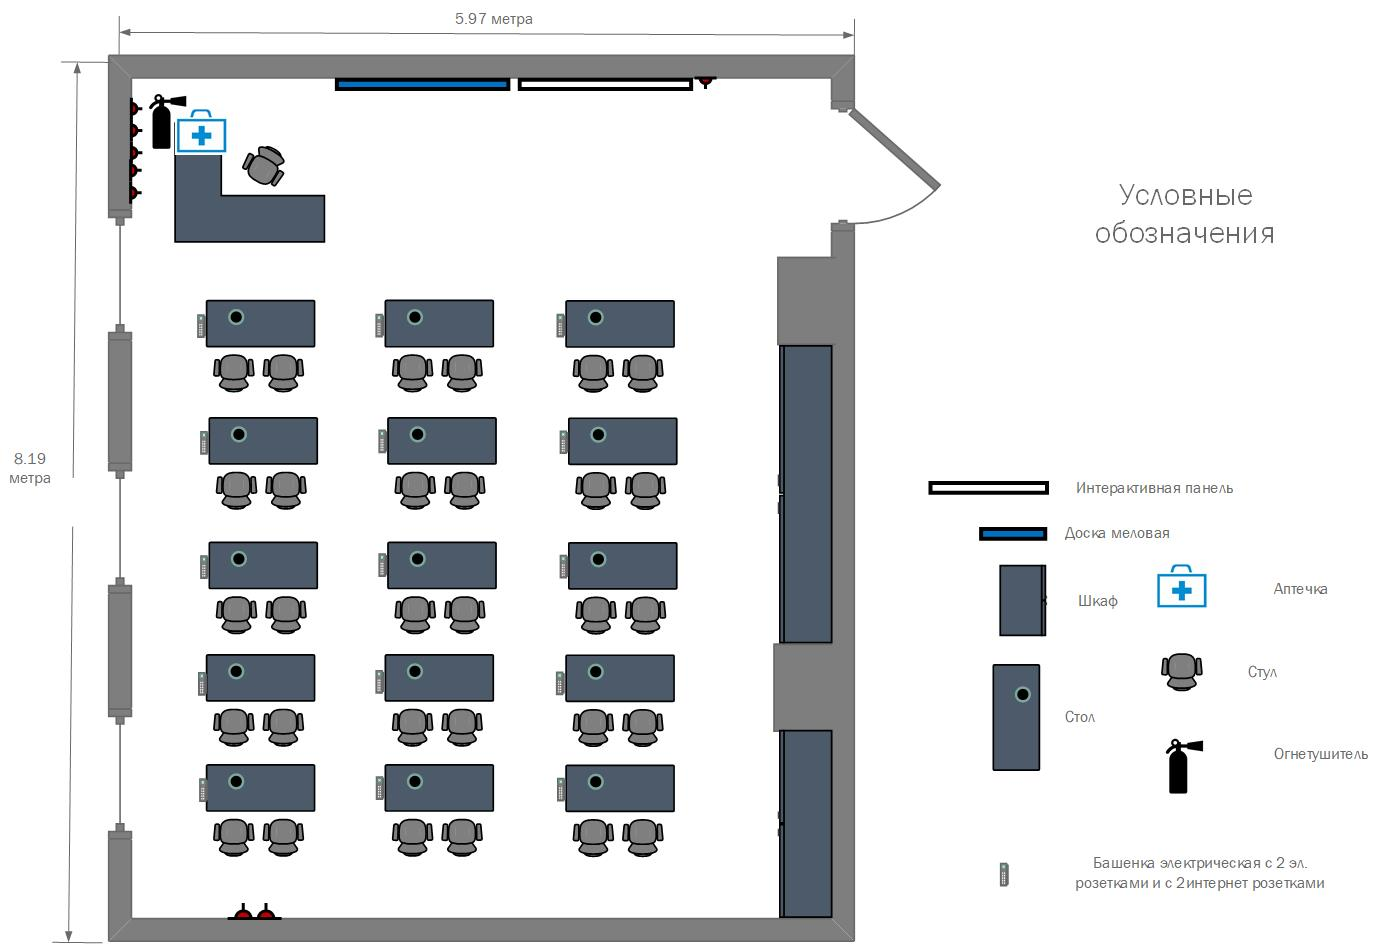 5.97 метра
8.19
метра
Условные
обозначения
Интерактивная панель
Доска меловая
Шкаф
Аптечка
Стул
Стол
Огнетушитель
Башенка электрическая с 2 эл.
розетками и с 2интернет розетками